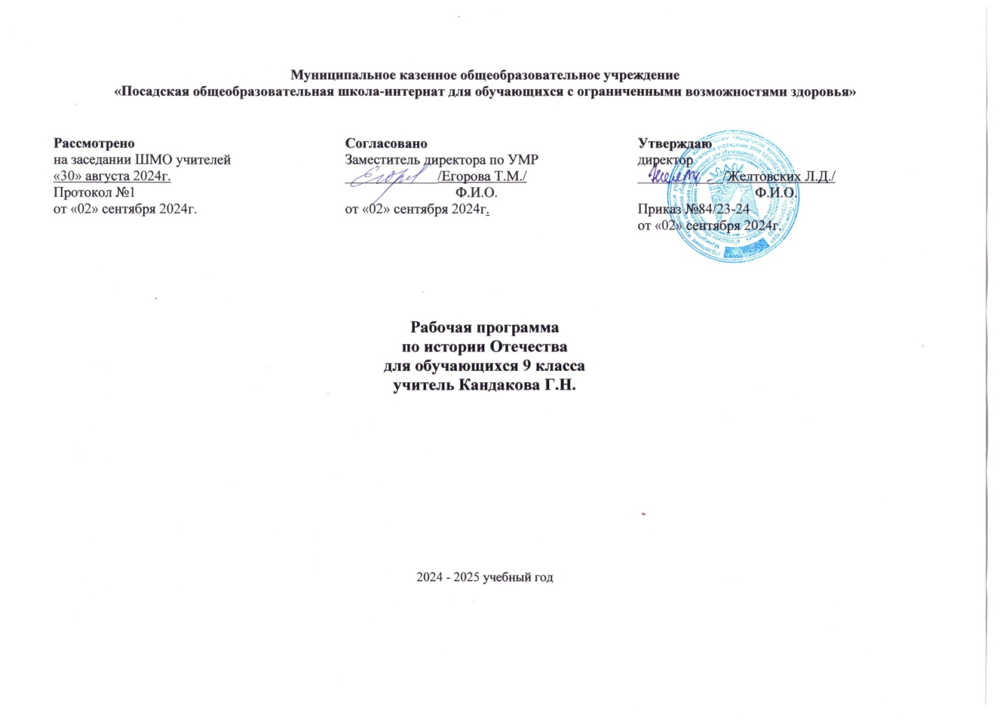 Муниципальное казенное общеобразовательное учреждение
«Посадская общеобразовательная школа-интернат для обучающихся с ограниченными возможностями здоровья»
Рассмотрено
на заседании ШМО учителей
«30» августа 2024г.
Протокол №1
от «02» сентября 2024г.
Согласовано
Заместитель директора по УМР
/Егорова Т.М./
Ф.И.О.
от «02» сентября 2024г.
Утверждаю
директор
/Желтовских Л.Д./
Ф.И.О.
Приказ №84/23-24
от «02» сентября 2024г.
Рабочая программа
по истории Отечества
для обучающихся 9 класса
учитель Кандакова Г.Н.
2024 - 2025 учебный год